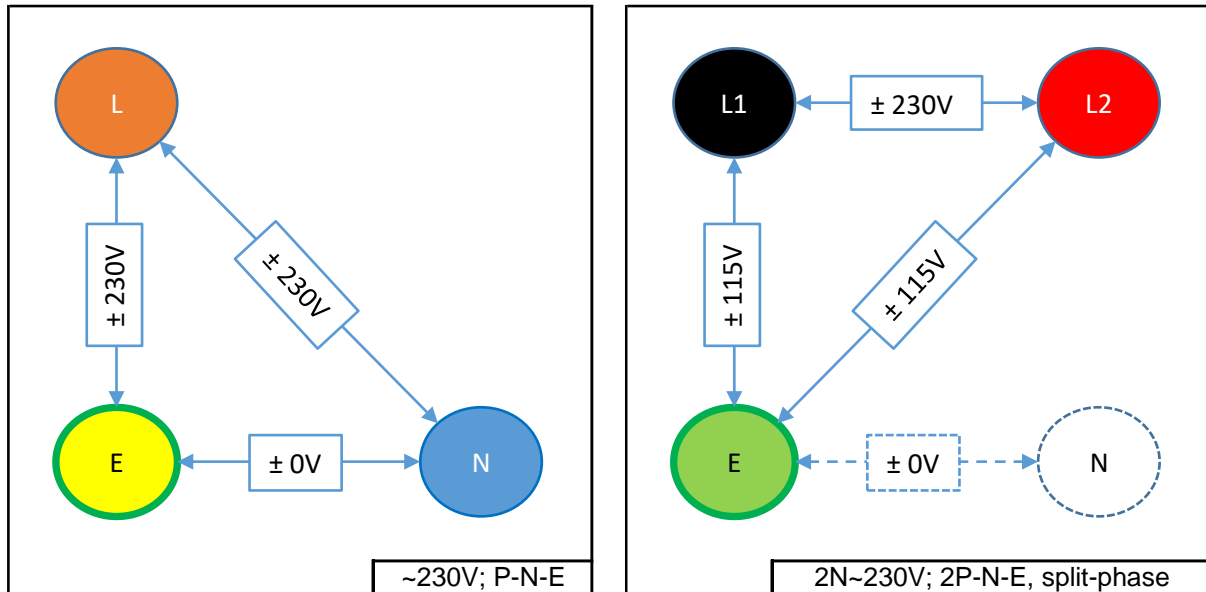 L
± 230V
± 230V
E
± 0V
N
~230V; P-N-E
L1
± 230V
L2
± 115V
± 115V
E
± 0V
N
2N~230V; 2P-N-E, split-phase